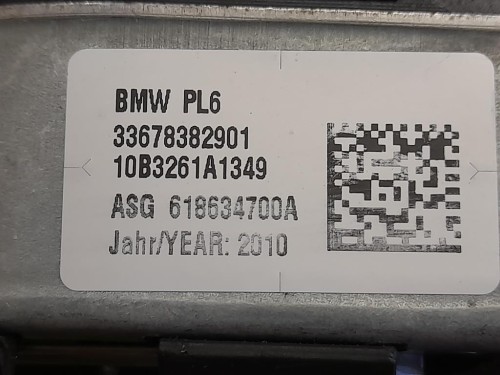 BMW PL6
33678382901
10B3261A1349
ASG 618634700A
Jahr/YEAR: 2010